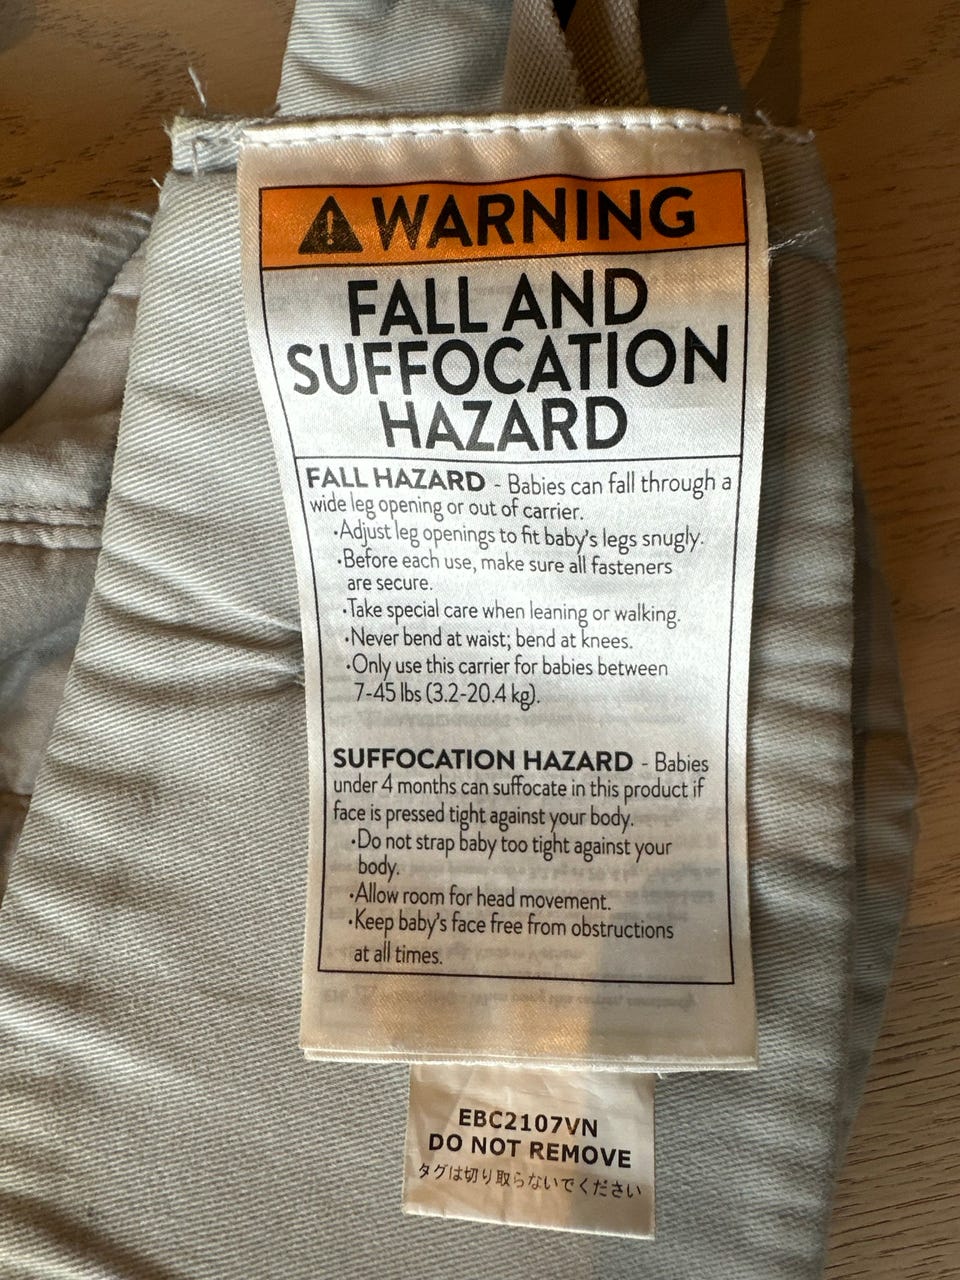 WARNING
FALL AND
SUFFOCATION
HAZARD
FALL HAZARD - Babies can fall through a
wide leg opening or out of carrier.
•Adjust leg openings to fit baby's legs snugly.
•Before each use, make sure all fasteners
are secure.
•Take special care when leaning or walking.
•Never bend at waist; bend at knees.
•Only use this carrier for babies between
7-45 lbs (3.2-20.4 kg).
SUFFOCATION HAZARD - Babies
under 4 months can suffocate in this product if
face is pressed tight against your body.
•Do not strap baby too tight against your
body.
•Allow room for head movement.
•Keep baby's face free from obstructions
at all times.
EBC2107VN
DO NOT REMOVE
タグは切り取らないでください